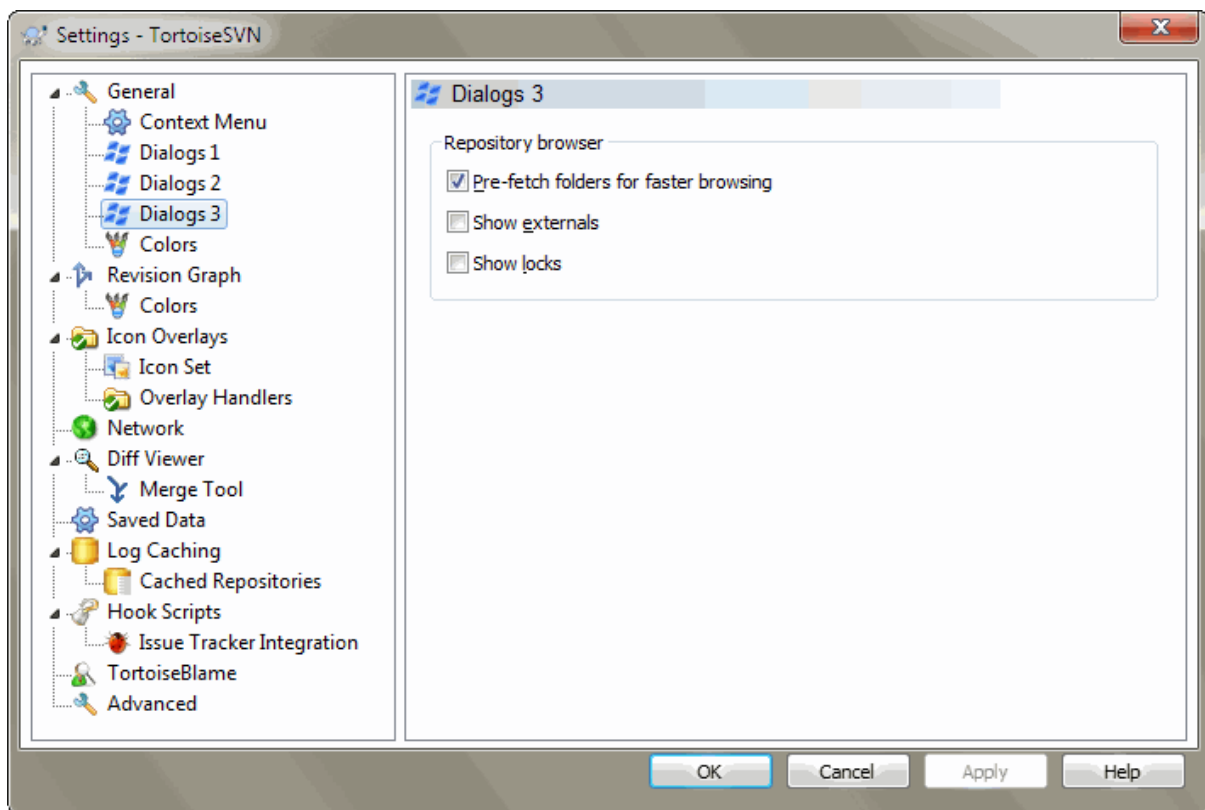 Settings - TortoiseSVN
General
Context Menu
Dialogs 1
Dialogs 2
Dialogs 3
Colors
Revision Graph
Colors
Icon Overlays
Icon Set
Overlay Handlers
Network
Diff Viewer
Merge Tool
Saved Data
Log Caching
Cached Repositories
Hook Scripts
Issue Tracker Integration
TortoiseBlame
Advanced
Dialogs 3
Repository browser
Pre-fetch folders for faster browsing
Show externals
Show locks
OK
Cancel
Apply
Help